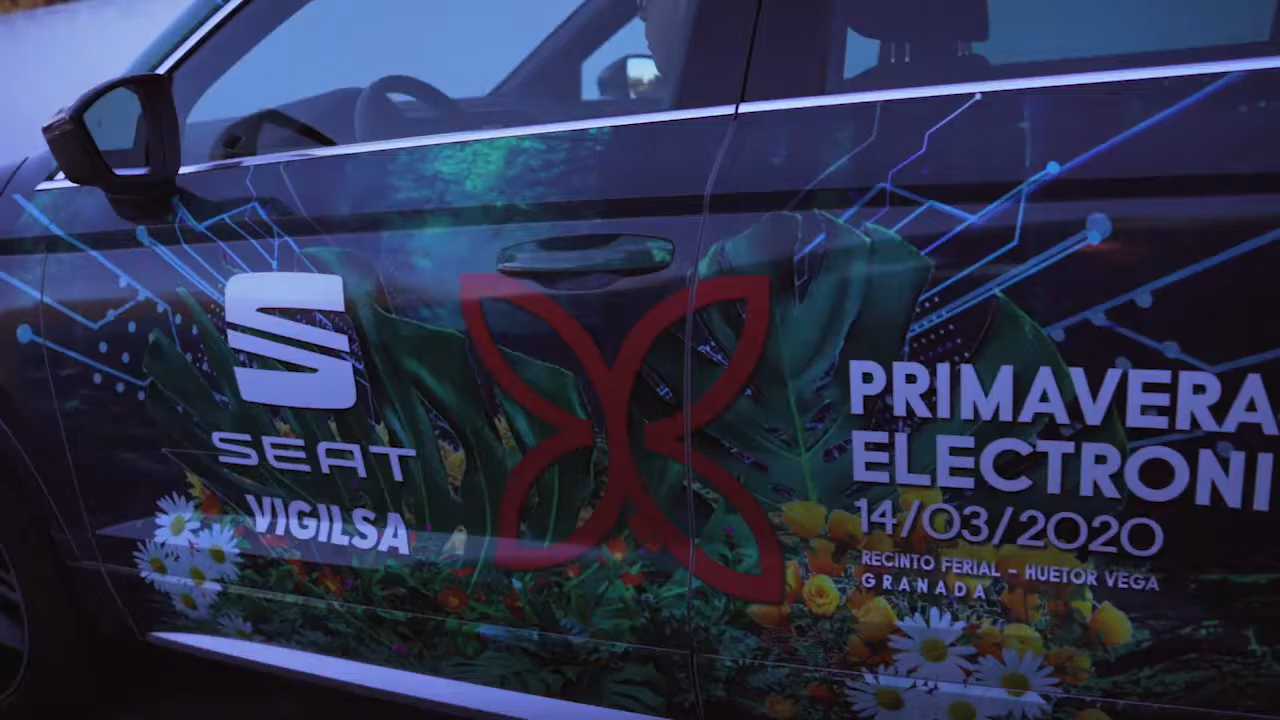 SEAT
VIGILSA
PRIMAVERA
ELECTRONI
14/03/2020
RECINTO FERIAL - HUETOR VEGA
GRANADA